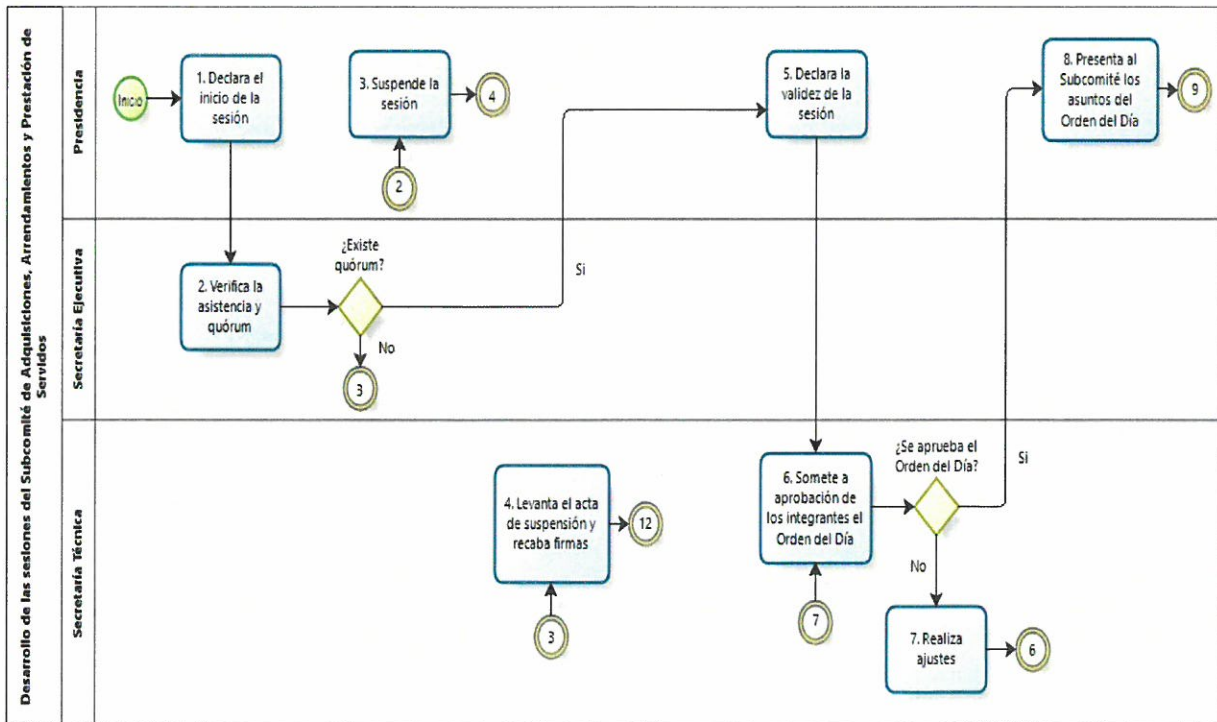 Desarrollo de las sesiones del Subcomité de Adquisiciones, Arrendamientos y Prestación de
Servidos
Presidencia
Inicio
1. Declara el
inicio de la
sesión
3. Suspende la
sesión
4
2
5. Declara la
validez de la
sesión
8. Presenta al
Subcomité los
asuntos del
Orden del Día
9
Secretaría Ejecutiva
2. Verifica la
asistencia y
quórum
¿Existe
quórum?
Si
No
3
Secretaría Técnica
4. Levanta el acta
de suspensión y
recaba firmas
12
3
6. Somete a
aprobación de
los integrantes el
Orden del Día
7
¿Se aprueba el
Orden del Día?
Si
No
7. Realiza
ajustes
6